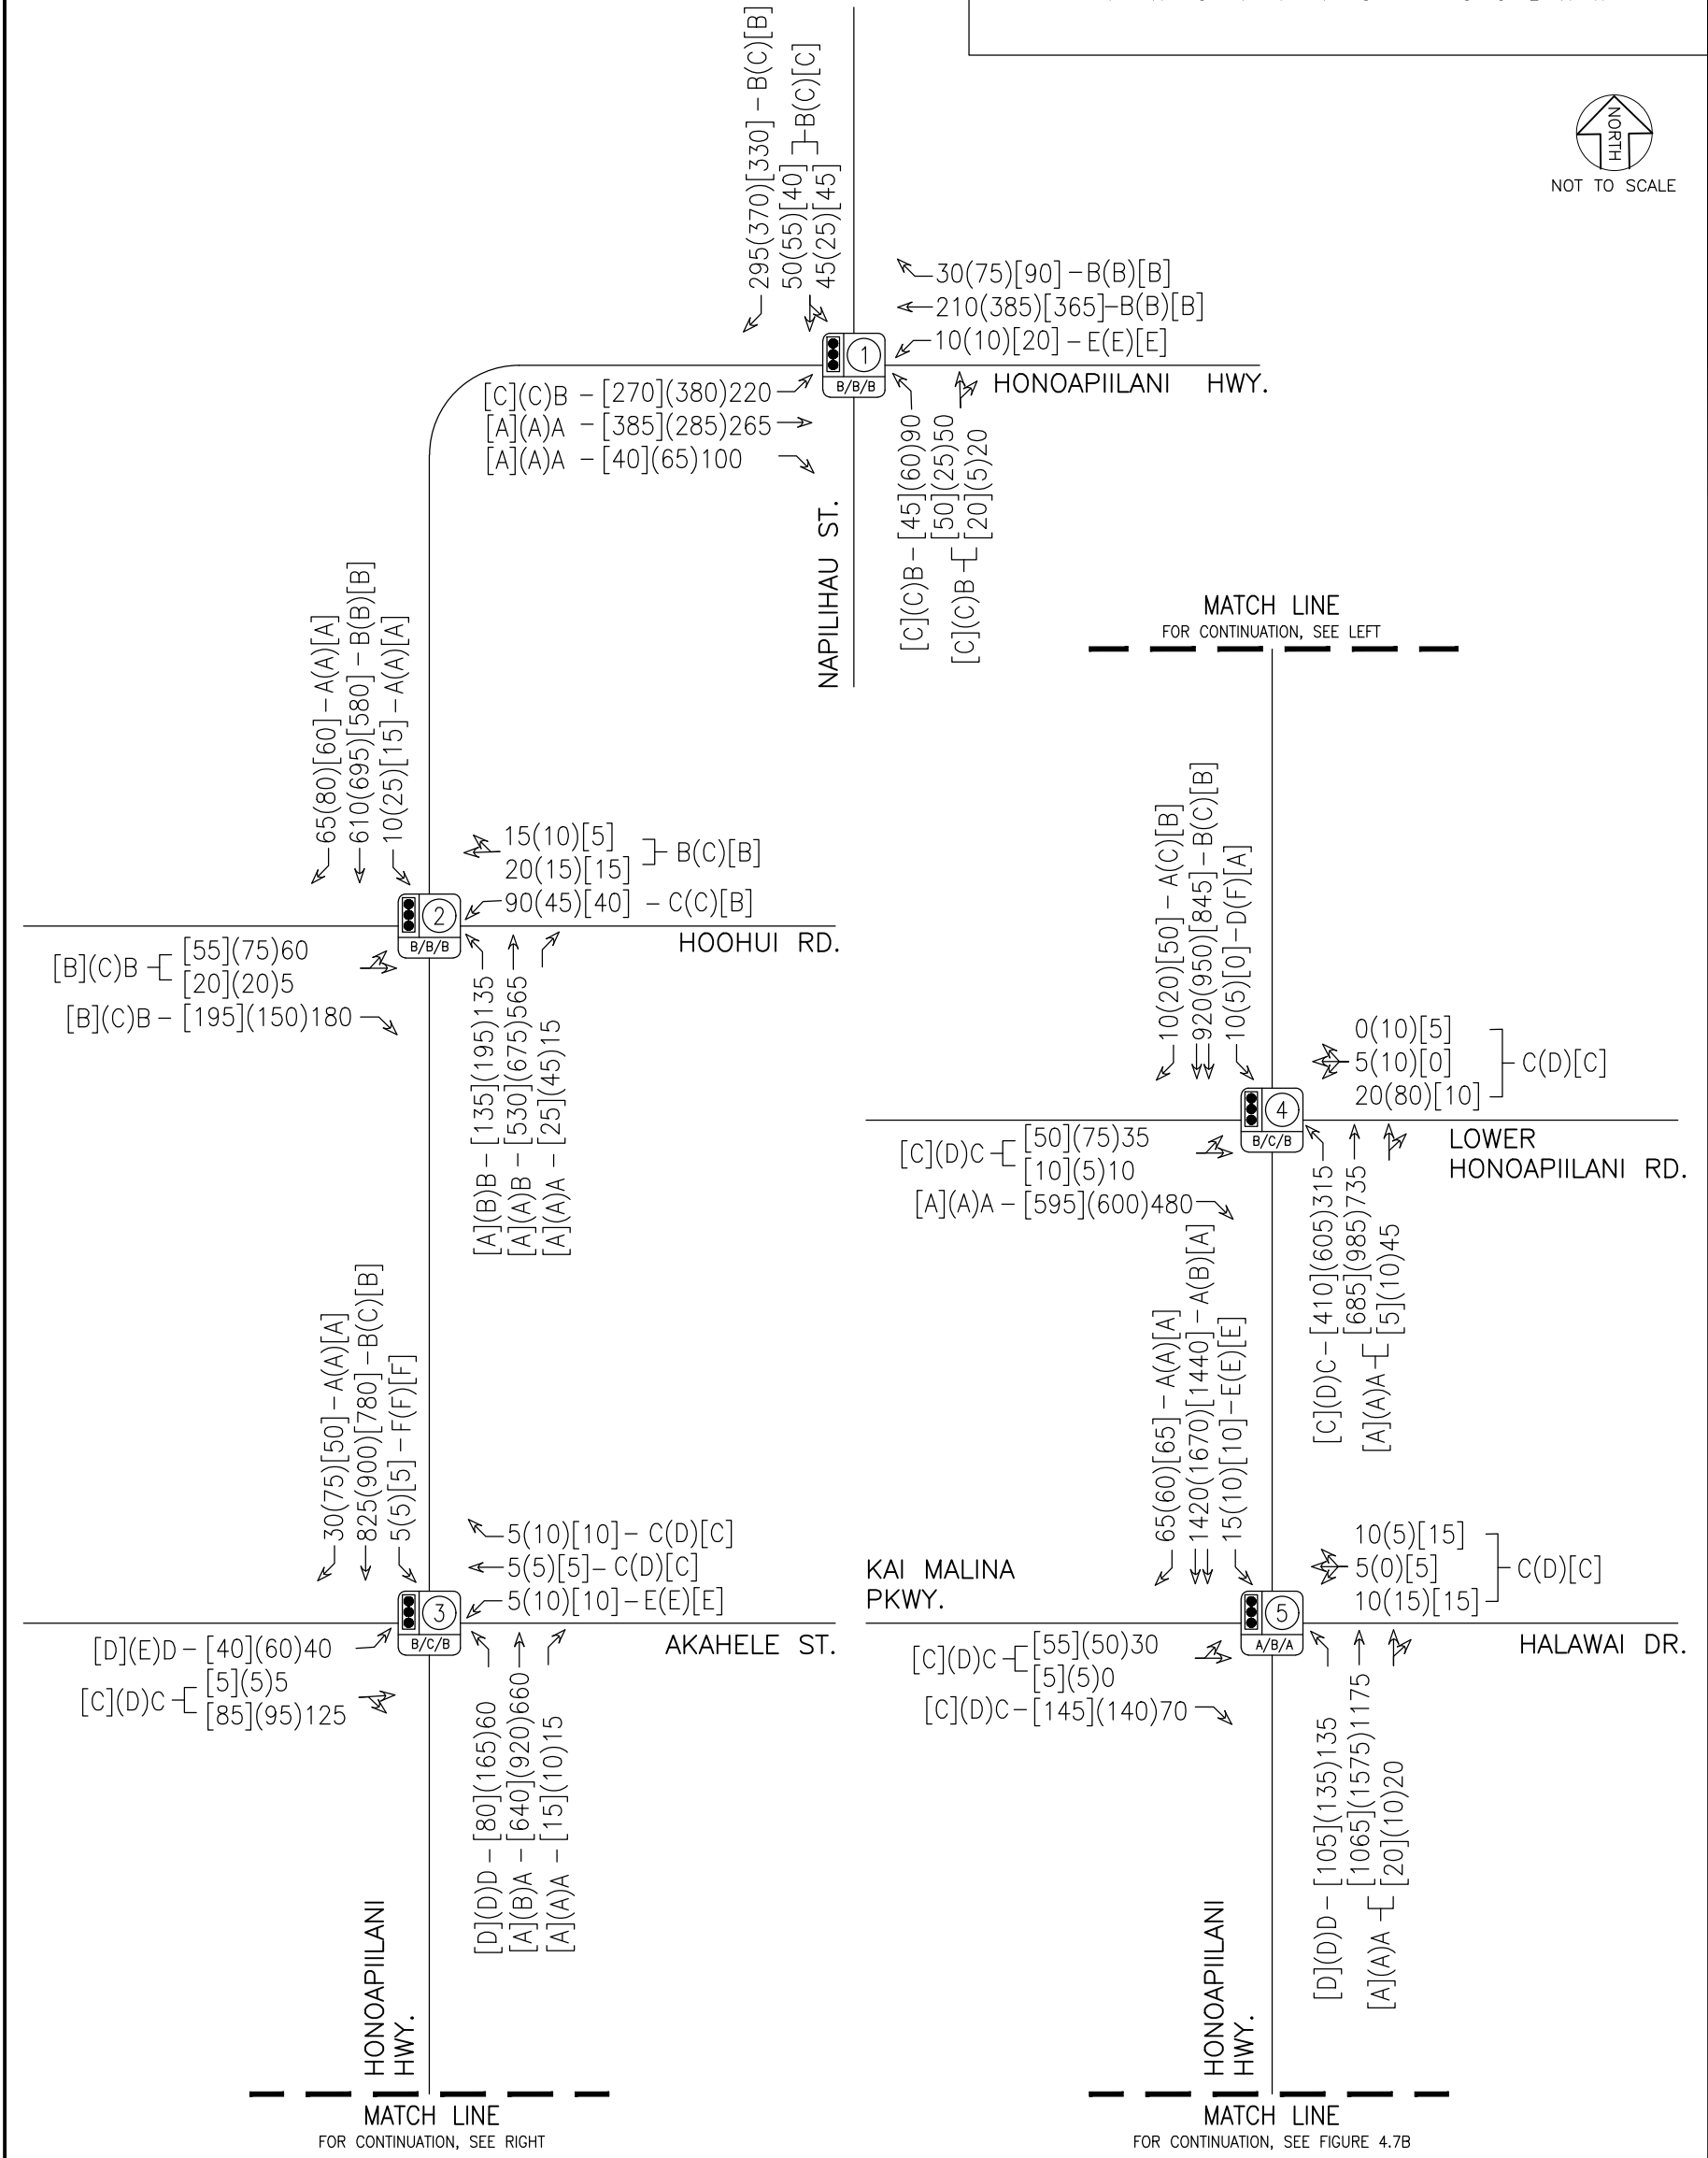 NORTH
NOT TO SCALE
295(370)[330] - B(C)[B]
50(55)[40]
45(25)[45]
B(C)[C]
30(75)[90] - B(B)[B]
210(385)[365]-B(B)[B]
10(10)[20] - E(E)[E]
1
B/B/B
HONOAPIILANI HWY.
[C](C)B - [270](380)220
[A](A)A - [385](285)265
[A](A)A - [40](65)100
[C](C)B - [45](60)90
[50](25)50
[C](C)B - [20](5)20
NAPILIHAU ST.
MATCH LINE
FOR CONTINUATION, SEE LEFT
65(80)[60] - A(A)[A]
610(695)[580] - B(B)[B]
10(25)[15] - A(A)[A]
15(10)[5]
20(15)[15]
B(C)[B]
90(45)[40] - C(C)[B]
2
B/B/B
HOOHUI RD.
[B](C)B
[55](75)60
[20](20)5
[B](C)B - [195](150)180
[A](B)B - [135](195)135
[A](A)B - [530](675)565
[A](A)A - [25](45)15
10(20)[50] - A(C)[B]
920(950)[845] - B(C)[B]
10(5)[0] - D(F)[A]
0(10)[5]
5(10)[0]
20(80)[10]
C(D)[C]
4
B/C/B
LOWER
HONOAPIILANI RD.
[C](D)C
[50](75)35
[10](5)10
[A](A)A - [595](600)480
[C](D)C - [410](605)315
[685](985)735
[A](A)A - [5](10)45
30(75)[50] - A(A)[A]
825(900)[780] - B(C)[B]
5(5)[5] - F(F)[F]
5(10)[10] - C(D)[C]
5(5)[5] - C(D)[C]
5(10)[10] - E(E)[E]
3
B/C/B
AKAHELE ST.
[D](E)D - [40](60)40
[C](D)C
[5](5)5
[85](95)125
[D](D)D - [80](165)60
[A](B)A - [640](920)660
[A](A)A - [15](10)15
65(60)[65] - A(A)[A]
1420(1670)[1440] - A(B)[A]
15(10)[10] - E(E)[E]
10(5)[15]
5(0)[5]
10(15)[15]
C(D)[C]
KAI MALINA
PKWY.
5
A/B/A
HALAWAI DR.
[C](D)C
[55](50)30
[5](5)0
[C](D)C - [145](140)70
[D](D)D - [105](135)135
[1065](1575)1175
[A](A)A - [20](10)20
HONOAPIILANI
HWY.
HONOAPIILANI
HWY.
MATCH LINE
FOR CONTINUATION, SEE RIGHT
MATCH LINE
FOR CONTINUATION, SEE FIGURE 4.7B